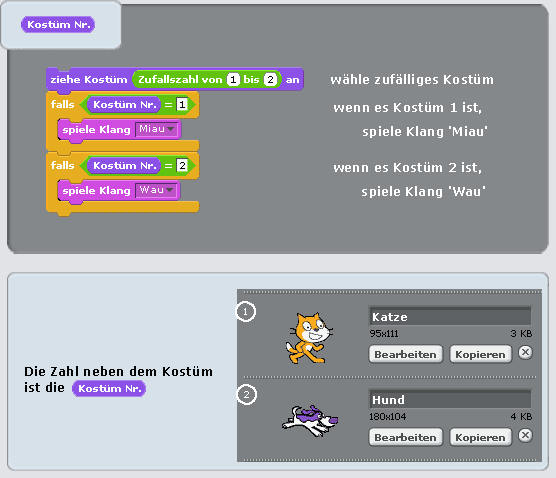 Kostüm Nr.
ziehe Kostüm Zufallszahl von 1 bis 2 an
wähle zufälliges Kostüm
falls Kostüm Nr. = 1
wenn es Kostüm 1 ist,
spiele Klang Miau
spiele Klang 'Miau'
falls Kostüm Nr. = 2
wenn es Kostüm 2 ist,
spiele Klang Wau
spiele Klang 'Wau'
1
Katze
95x111 3 KB
Bearbeiten Kopieren
Die Zahl neben dem Kostüm
ist die Kostüm Nr.
2
Hund
180x104 4 KB
Bearbeiten Kopieren